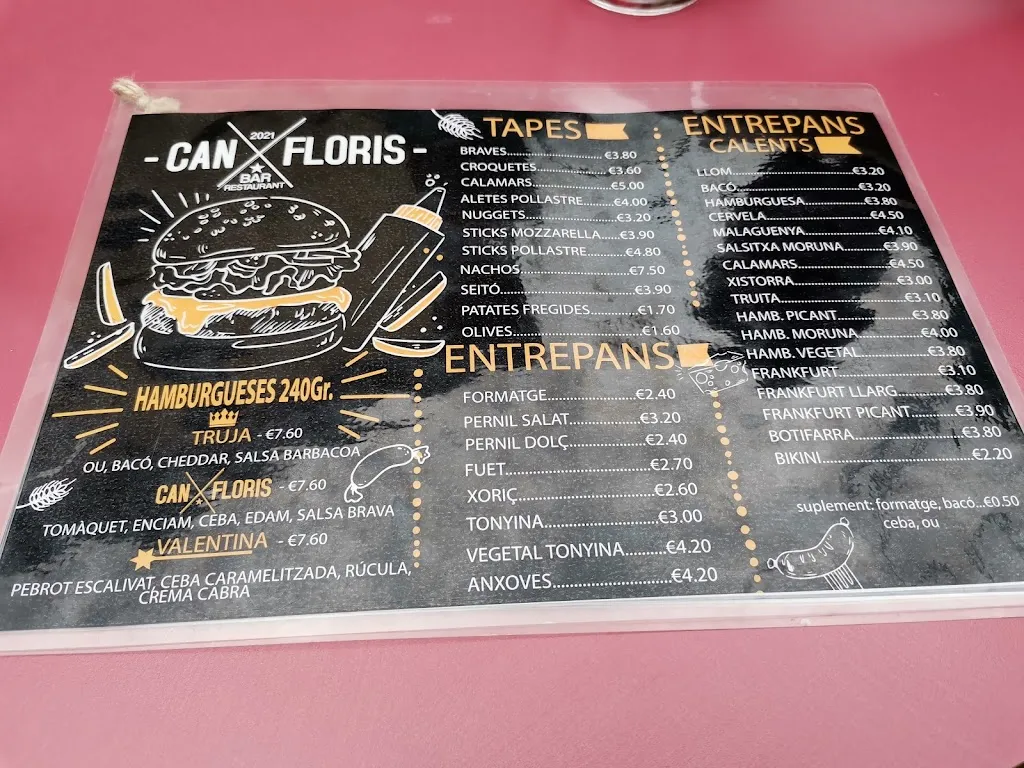 2021
- CAN FLORIS -
BAR
RESTAURANT
HAMBURGUESES 240Gr.
TRUJA - €7.60
OU, BACÓ, CHEDDAR, SALSA BARBACOA
CAN FLORIS - €7.60
TOMÀQUET, ENCIAM, CEBA, EDAM, SALSA BRAVA
VALENTINA - €7.60
PEBROT ESCALIVAT, CEBA CARAMELITZADA, RÚCULA,
CREMA CABRA
TAPES
BRAVES..........€3.80
CROQUETES..........€3.60
CALAMARS..........€5.00
ALETES POLLASTRE..........€4.00
NUGGETS..........€3.20
STICKS MOZZARELLA.....€3.90
STICKS POLLASTRE..........€4.80
NACHOS..........€7.50
SEITÓ..........€3.90
PATATES FREGIDES..........€1.70
OLIVES..........€1.60
ENTREPANS
FORMATGE..........€2.40
PERNIL SALAT..........€3.20
PERNIL DOLÇ..........€2.40
FUET..........€2.70
XORIÇ..........€2.60
TONYINA..........€3.00
VEGETAL TONYINA..........€4.20
ANXOVES..........€4.20
ENTREPANS
CALENTS
LLOM..........€3.20
BACÓ..........€3.20
HAMBURGUESA..........€3.80
CERVELA..........€4.50
MALAGUENYA..........€4.10
SALSITXA MORUNA..........€3.90
CALAMARS..........€4.50
XISTORRA..........€3.00
TRUITA..........€3.10
HAMB. PICANT..........€3.80
HAMB. MORUNA..........€4.00
HAMB. VEGETAL..........€3.80
FRANKFURT..........€3.10
FRANKFURT LLARG..........€3.80
FRANKFURT PICANT..........€3.90
BOTIFARRA..........€3.80
BIKINI..........€2.20
suplement: formatge, bacó...€0.50
ceba, ou